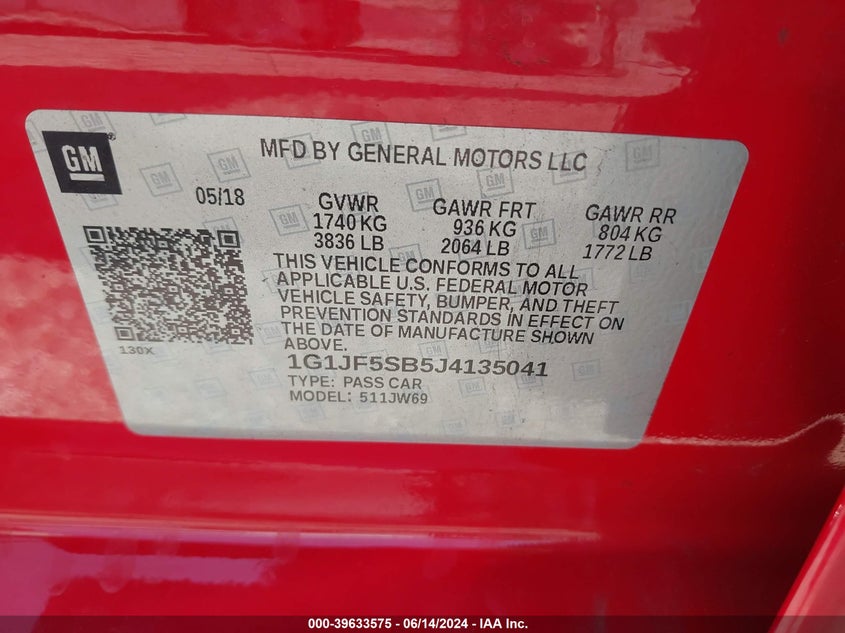 GM
MFD BY GENERAL MOTORS LLC
05/18
GVWR
1740 KG
3836 LB
GAWR FRT
936 KG
2064 LB
GAWR RR
804 KG
1772 LB
THIS VEHICLE CONFORMS TO ALL
APPLICABLE U.S. FEDERAL MOTOR
VEHICLE SAFETY, BUMPER, AND THEFT
PREVENTION STANDARDS IN EFFECT ON
THE DATE OF MANUFACTURE SHOWN
ABOVE.
130X
1G1JF5SB5J4135041
TYPE: PASS CAR
MODEL: 511JW69
000-39633575 - 06/14/2024 - IAA Inc.